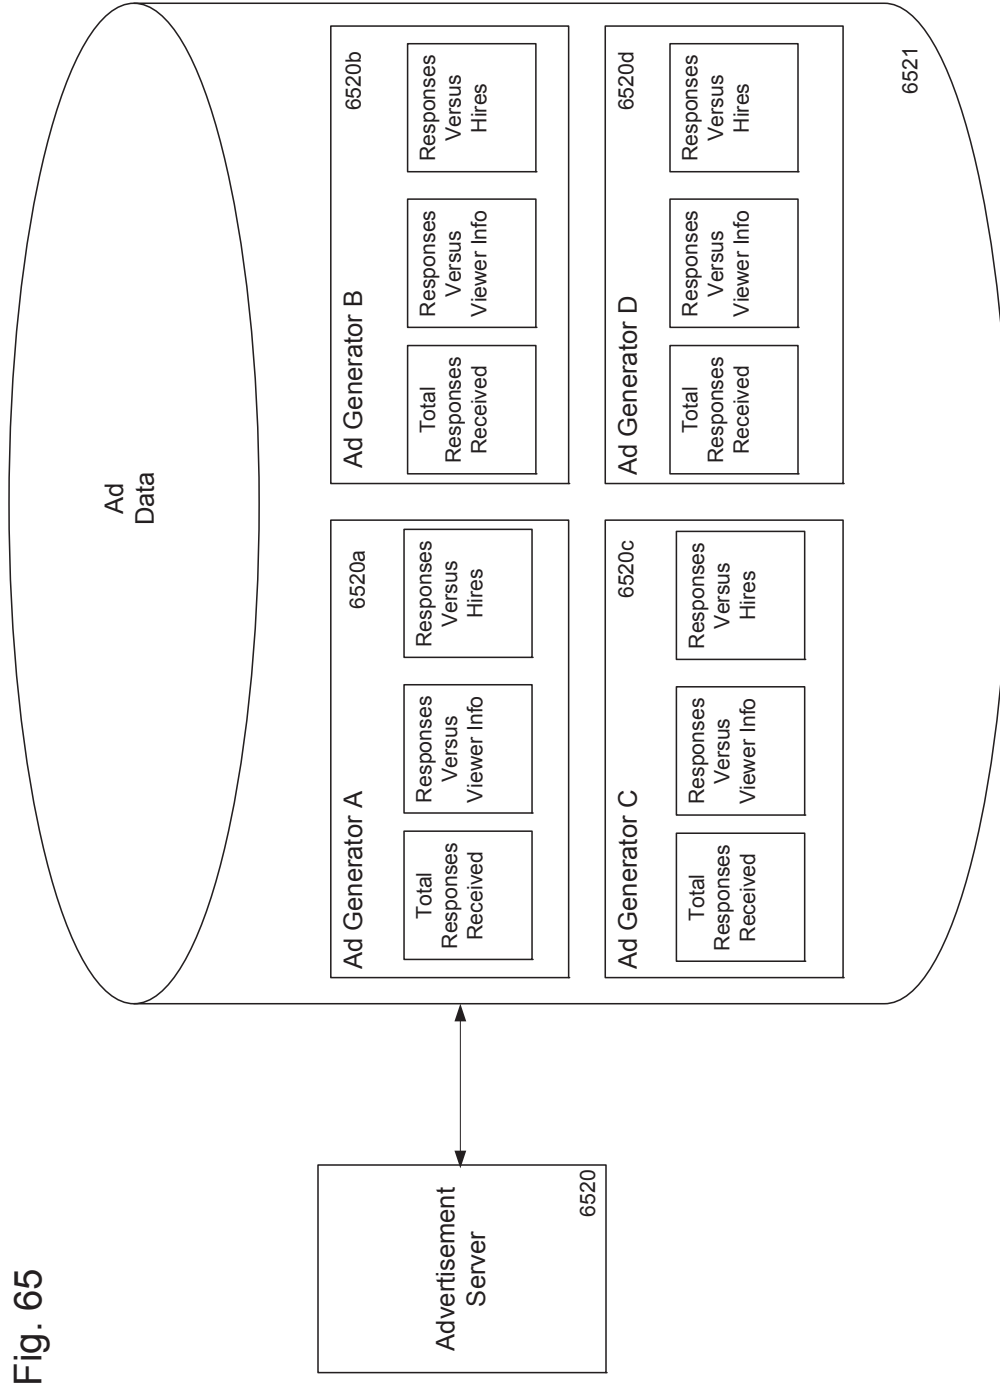 Fig. 65
Advertisement
Server
6520
Ad
Data
Ad Generator A
6520a
Total
Responses
Received
Responses
Versus
Viewer Info
Responses
Versus
Hires
Ad Generator B
6520b
Total
Responses
Received
Responses
Versus
Viewer Info
Responses
Versus
Hires
Ad Generator C
6520c
Total
Responses
Received
Responses
Versus
Viewer Info
Responses
Versus
Hires
Ad Generator D
6520d
Total
Responses
Received
Responses
Versus
Viewer Info
Responses
Versus
Hires
6521